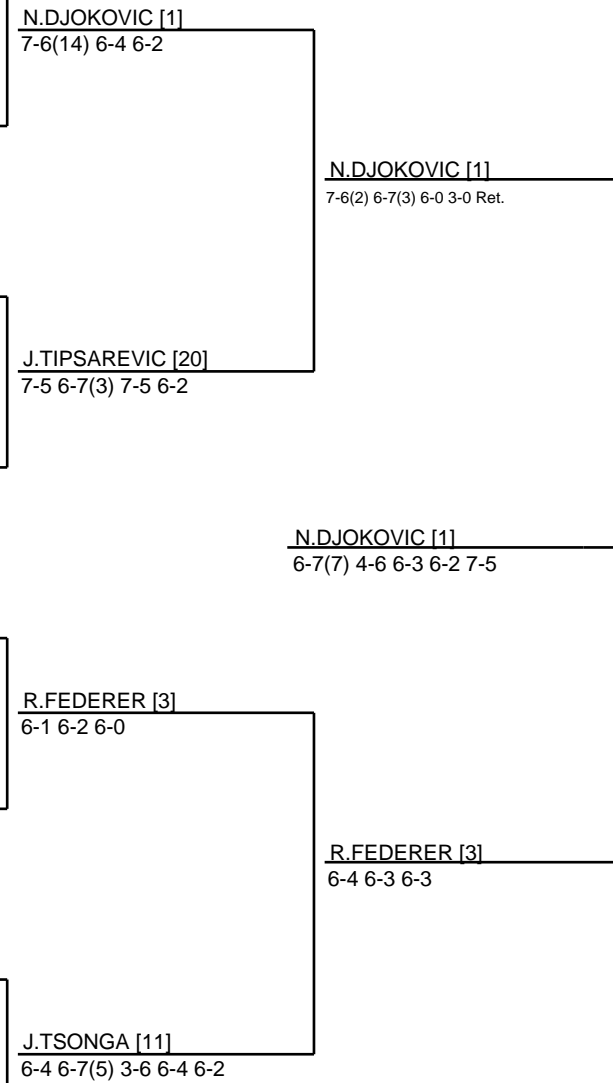 N.DJOKOVIC [1]
7-6(14) 6-4 6-2
N.DJOKOVIC [1]
7-6(2) 6-7(3) 6-0 3-0 Ret.
J.TIPSAREVIC [20]
7-5 6-7(3) 7-5 6-2
N.DJOKOVIC [1]
6-7(7) 4-6 6-3 6-2 7-5
R.FEDERER [3]
6-1 6-2 6-0
R.FEDERER [3]
6-4 6-3 6-3
J.TSONGA [11]
6-4 6-7(5) 3-6 6-4 6-2